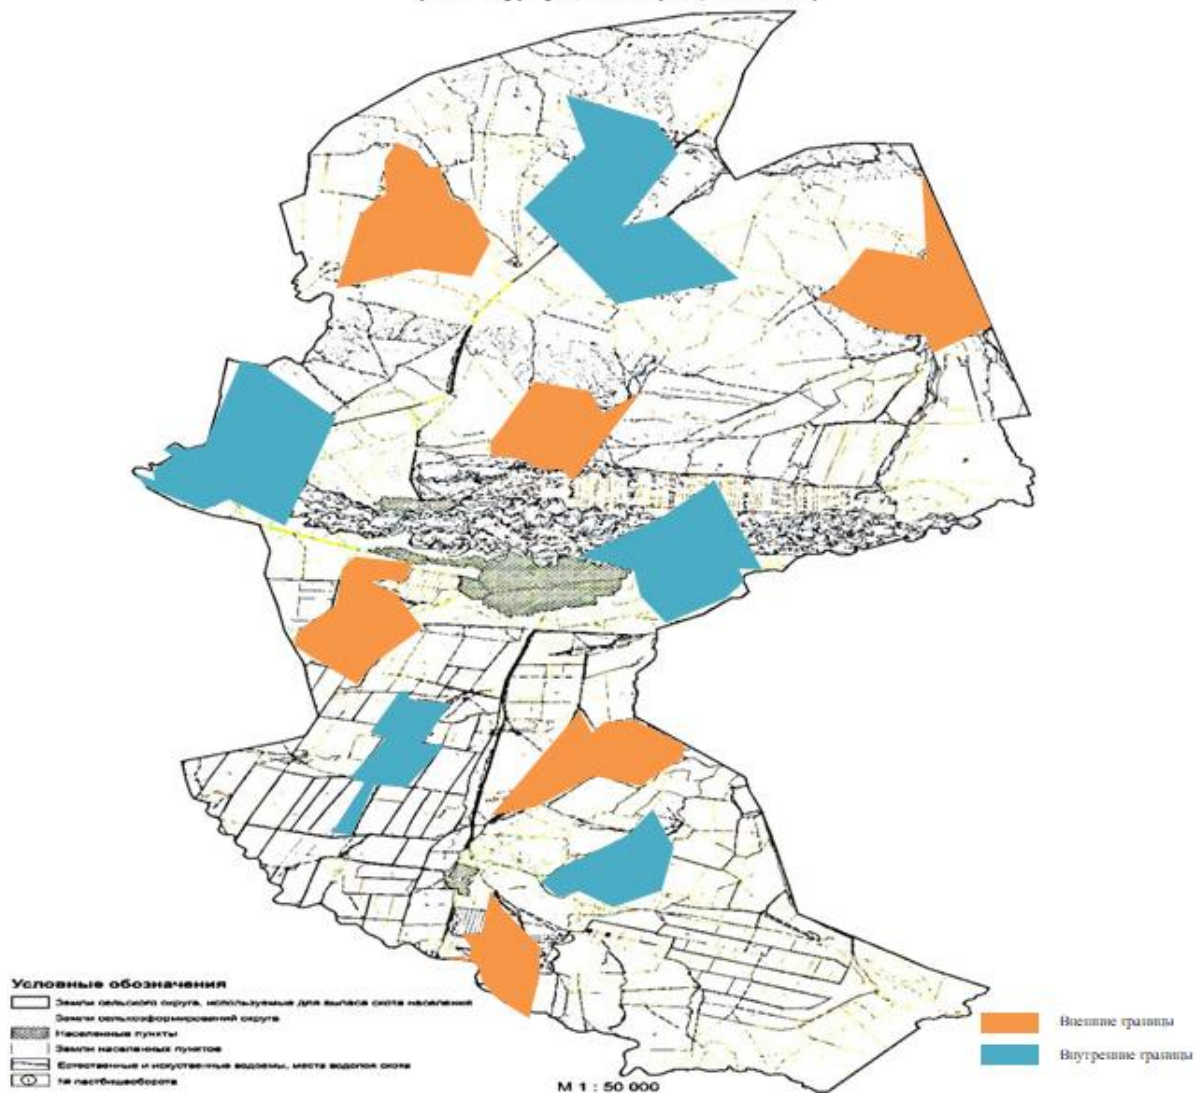 Условные обозначения
Земли сельского округа, используемые для выпаса скота населения
Земли сельхозформирований округа
Населенные пункты
Земли населенных пунктов
Естественные и искуственные водоемы, места водопоя скота
№ пастбищеоборота
М 1 : 50 000
Внешние границы
Внутренние границы